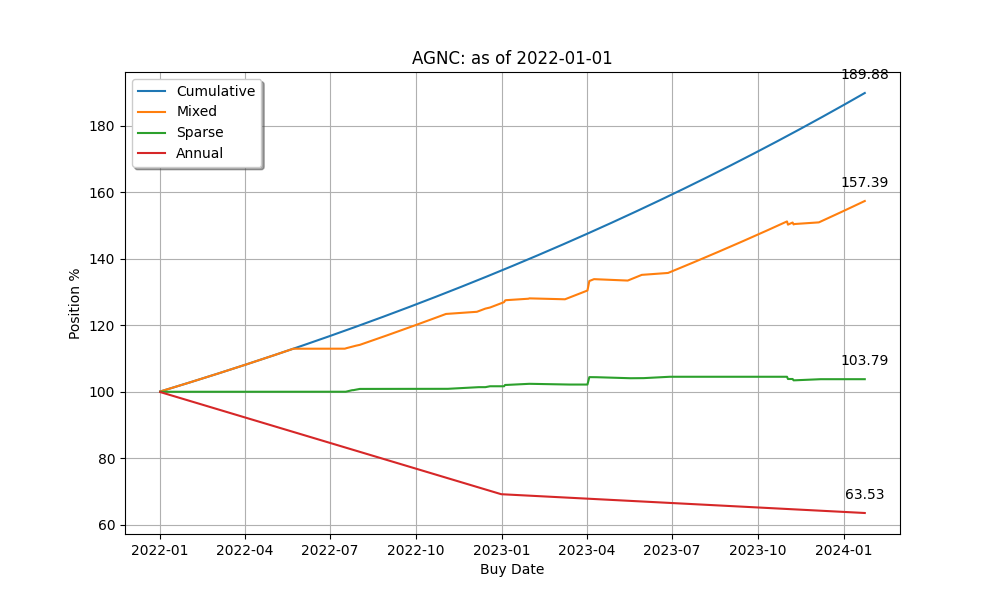 AGNC: as of 2022-01-01
Cumulative
Mixed
Sparse
Annual
189.88
157.39
103.79
63.53
Position %
180
160
140
120
100
80
60
2022-01 2022-04 2022-07 2022-10 2023-01 2023-04 2023-07 2023-10 2024-01
Buy Date